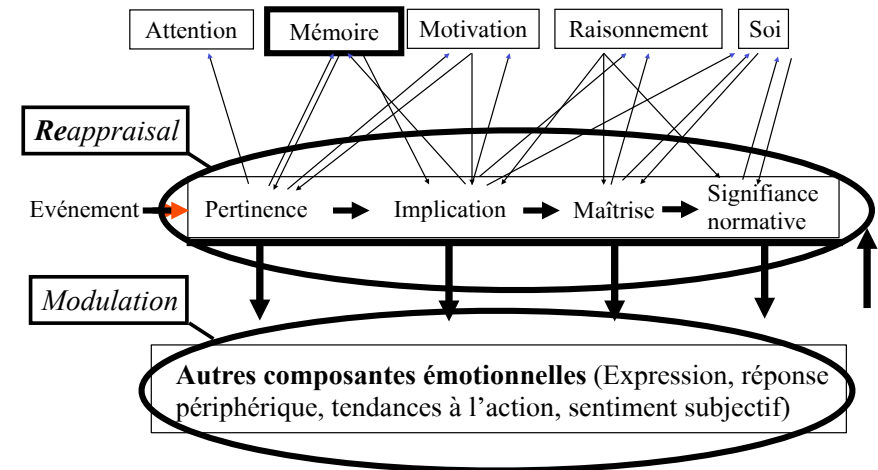 Attention Mémoire Motivation Raisonnement Soi
Reappraisal
Evénement Pertinence Implication Maîtrise Signifiance
normative
Modulation
Autres composantes émotionnelles (Expression, réponse
périphérique, tendances à l’action, sentiment subjectif)